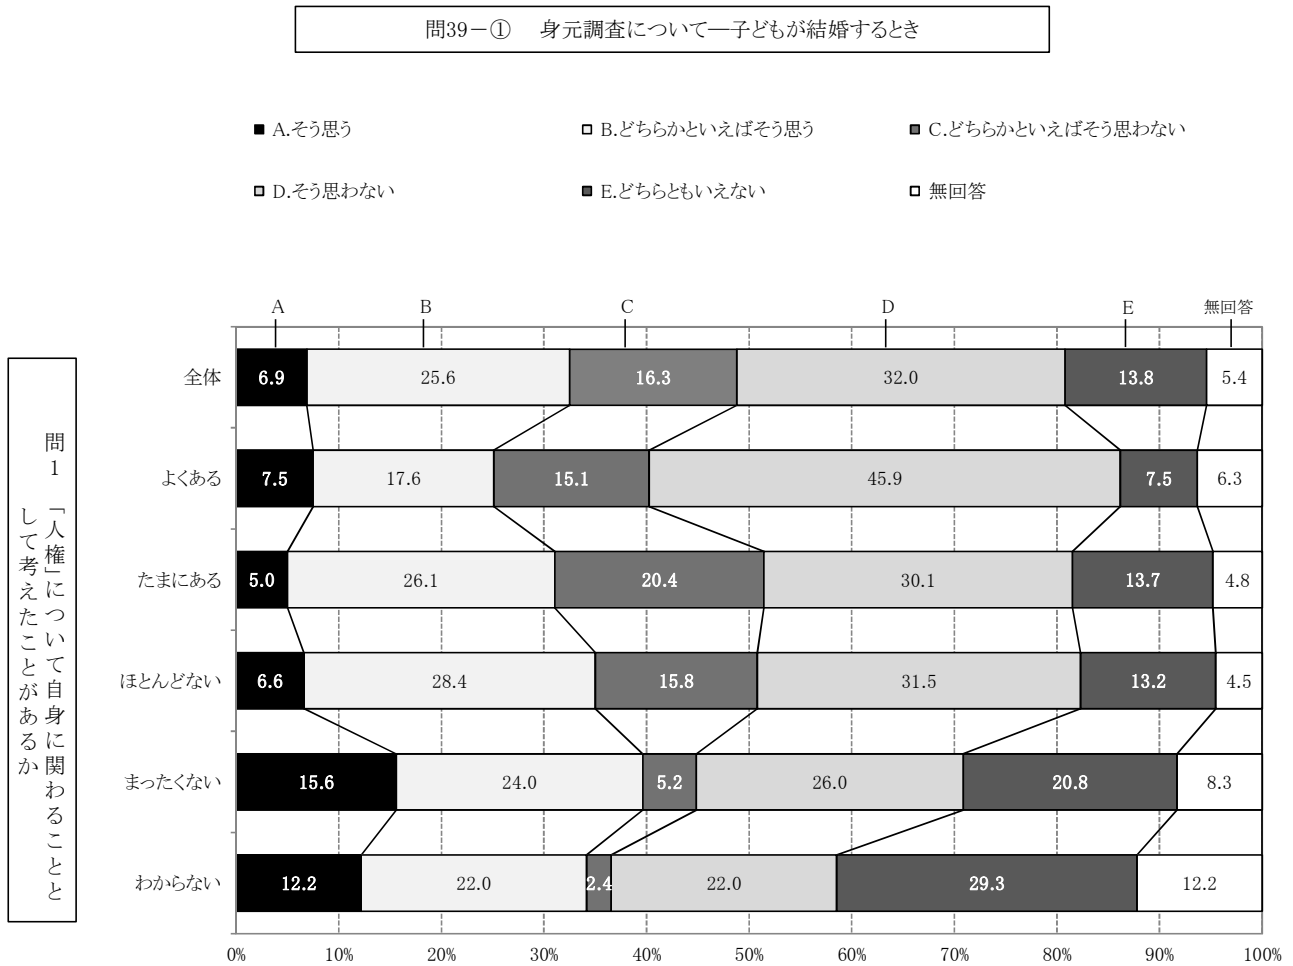 問39－①　身元調査について―子どもが結婚するとき
A.そう思う
B.どちらかといえばそう思う
C.どちらかといえばそう思わない
D.そう思わない
E.どちらともいえない
無回答
A B C D E 無回答
全体 6.9 25.6 16.3 32.0 13.8 5.4
よくある 7.5 17.6 15.1 45.9 7.5 6.3
たまにある 5.0 26.1 20.4 30.1 13.7 4.8
ほとんどない 6.6 28.4 15.8 31.5 13.2 4.5
まったくない 15.6 24.0 5.2 26.0 20.8 8.3
わからない 12.2 22.0 2.4 22.0 29.3 12.2
0% 10% 20% 30% 40% 50% 60% 70% 80% 90% 100%
問1　「人権」について自身に関わることと
して考えたことがあるか